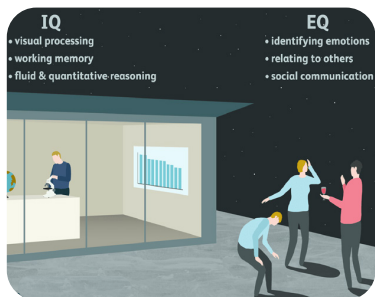 IQ
• visual processing
• working memory
• fluid & quantitative reasoning
EQ
• identifying emotions
• relating to others
• social communication